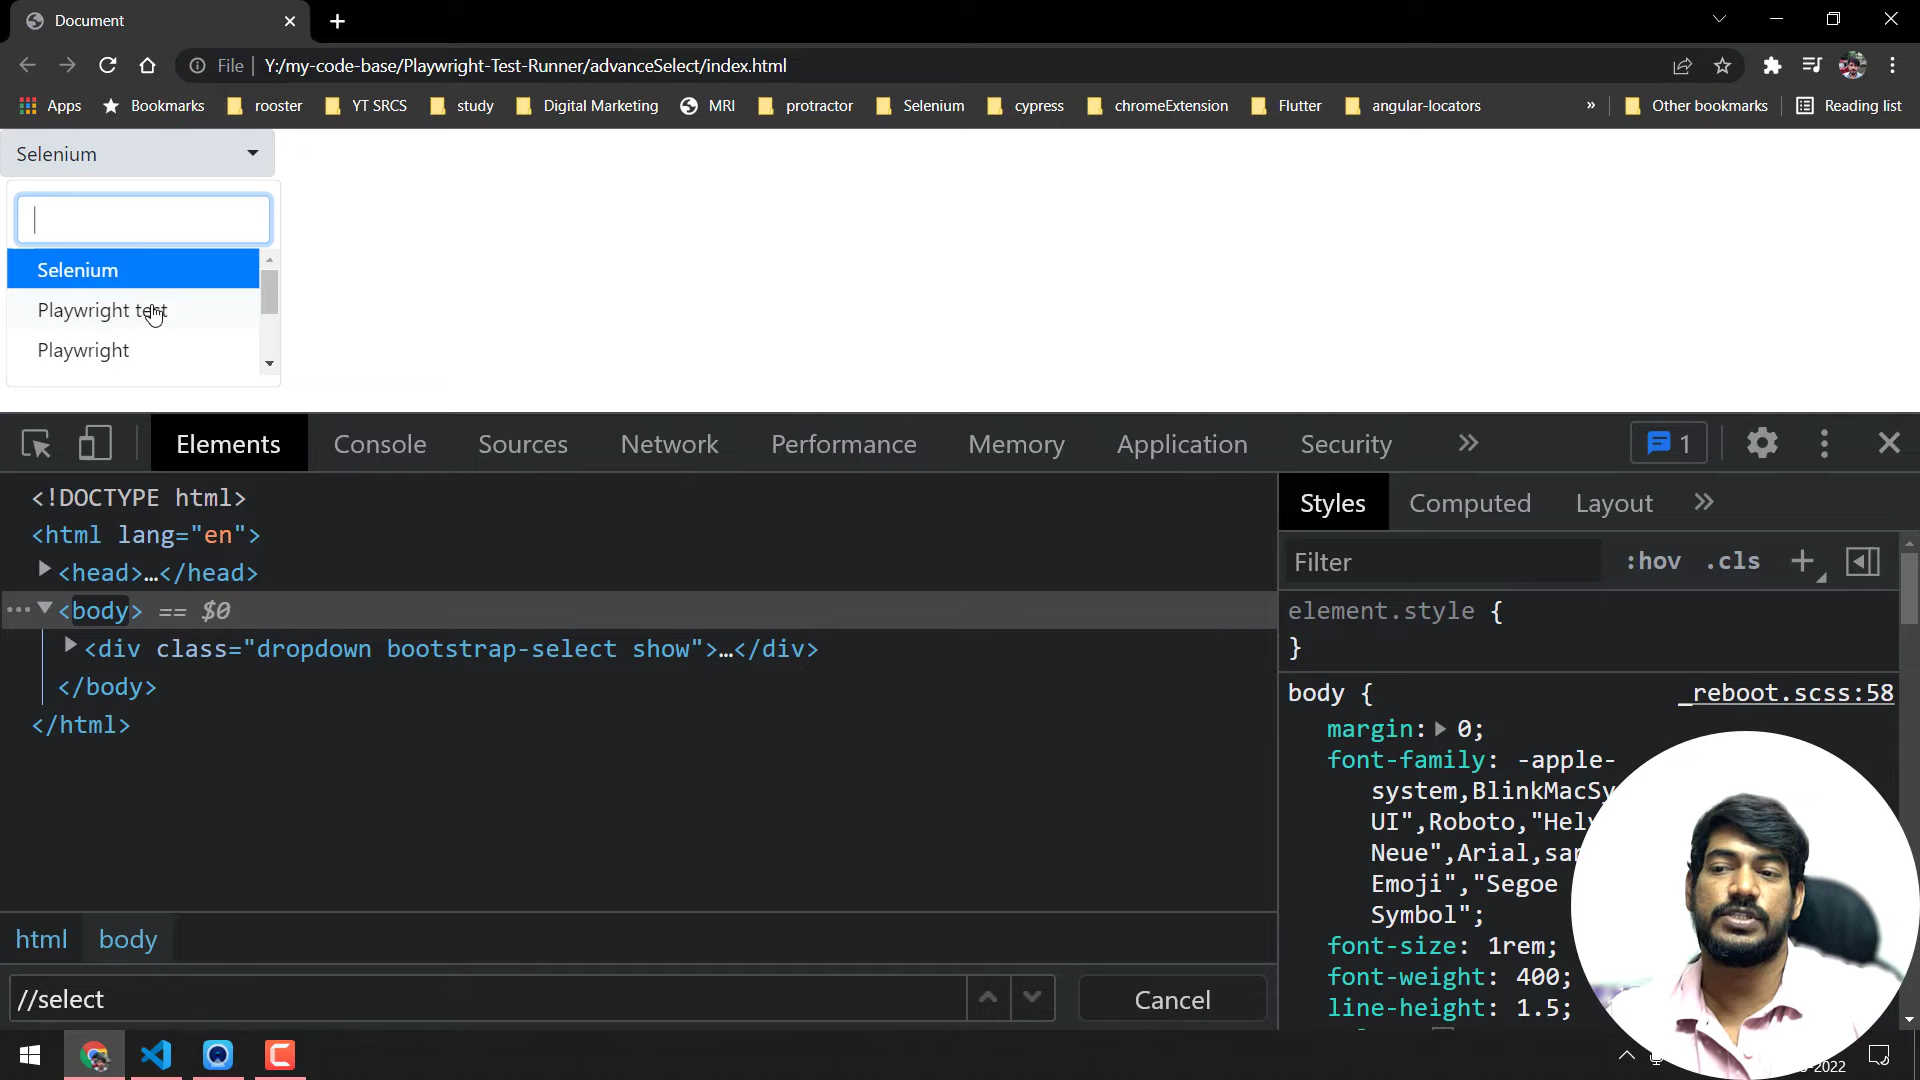 Document
File Y:/my-code-base/Playwright-Test-Runner/advanceSelect/index.html
Apps Bookmarks rooster YT SRCS study Digital Marketing MRI protractor Selenium cypress chromeExtension Flutter angular-locators » Other bookmarks Reading list
Selenium
Selenium
Playwright test
Playwright
Elements Console Sources Network Performance Memory Application Security » 1
<!DOCTYPE html>
<html lang="en">
<head>…</head>
<body> == $0
<div class="dropdown bootstrap-select show">…</div>
</body>
</html>
html body
//select Cancel
Styles Computed Layout »
Filter :hov .cls +
element.style {
}
body { _reboot.scss:58
margin: 0;
font-family: -apple-
system,BlinkMacSy
UI",Roboto,"Helv
Neue",Arial,san
Emoji","Segoe
Symbol";
font-size: 1rem;
font-weight: 400;
line-height: 1.5;
-2022